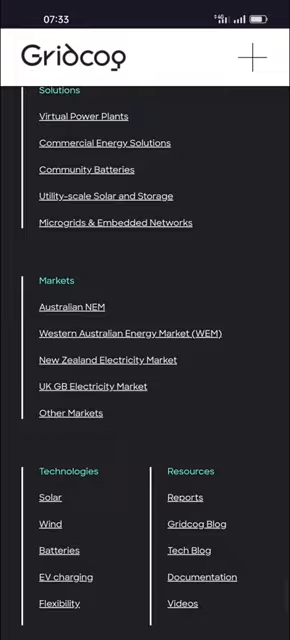 07:33
4G
Gridcog
Solutions
Virtual Power Plants
Commercial Energy Solutions
Community Batteries
Utility-scale Solar and Storage
Microgrids & Embedded Networks
Markets
Australian NEM
Western Australian Energy Market (WEM)
New Zealand Electricity Market
UK GB Electricity Market
Other Markets
Technologies
Solar
Wind
Batteries
EV charging
Flexibility
Resources
Reports
Gridcog Blog
Tech Blog
Documentation
Videos